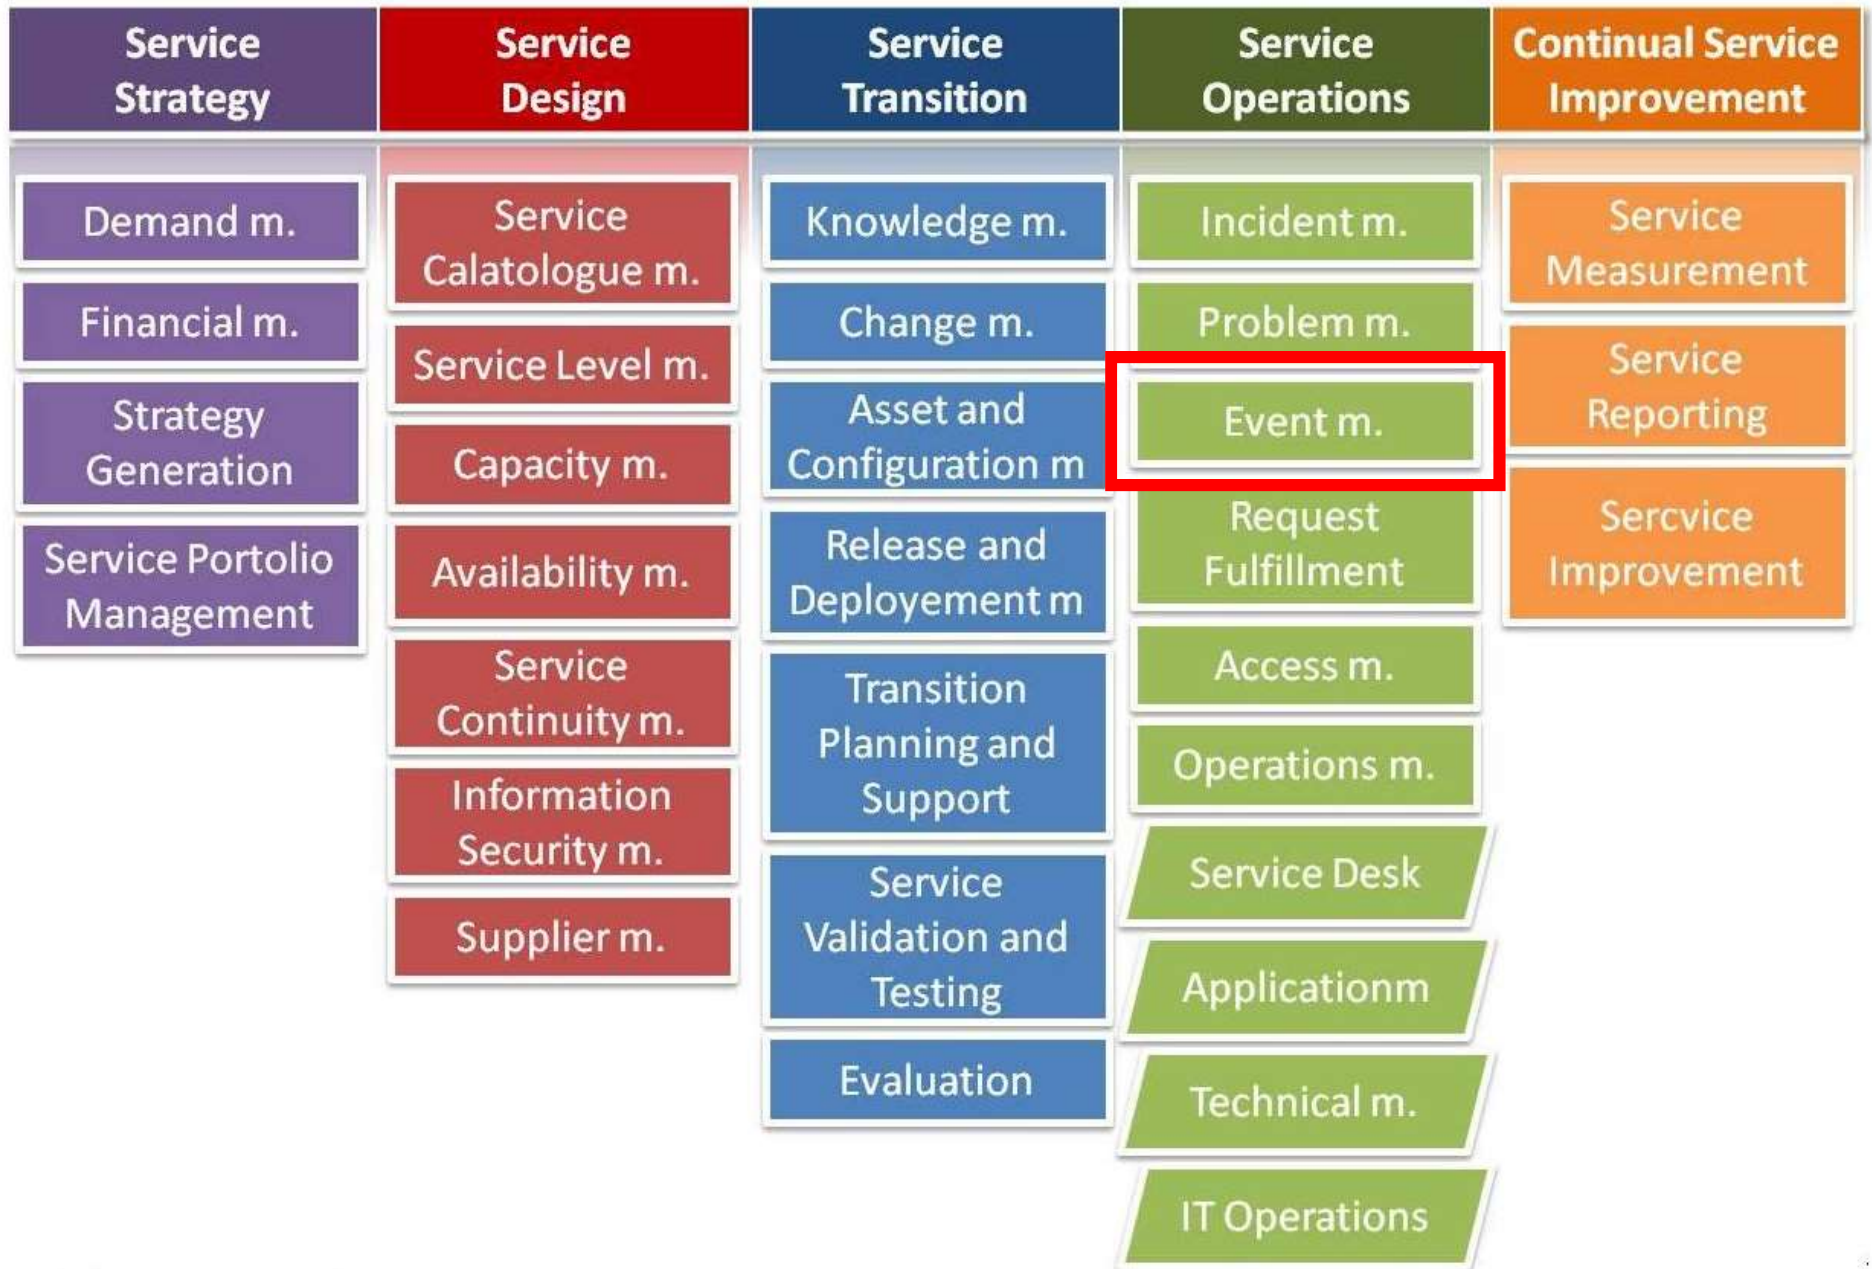 Service
Strategy
Service
Design
Service
Transition
Service
Operations
Continual Service
Improvement
Demand m.
Financial m.
Strategy
Generation
Service Portolio
Management
Service
Calatologue m.
Service Level m.
Capacity m.
Availability m.
Service
Continuity m.
Information
Security m.
Supplier m.
Knowledge m.
Change m.
Asset and
Configuration m
Release and
Deployement m
Transition
Planning and
Support
Service
Validation and
Testing
Evaluation
Incident m.
Problem m.
Event m.
Request
Fulfillment
Access m.
Operations m.
Service Desk
Applicationm
Technical m.
IT Operations
Service
Measurement
Service
Reporting
Sercvice
Improvement